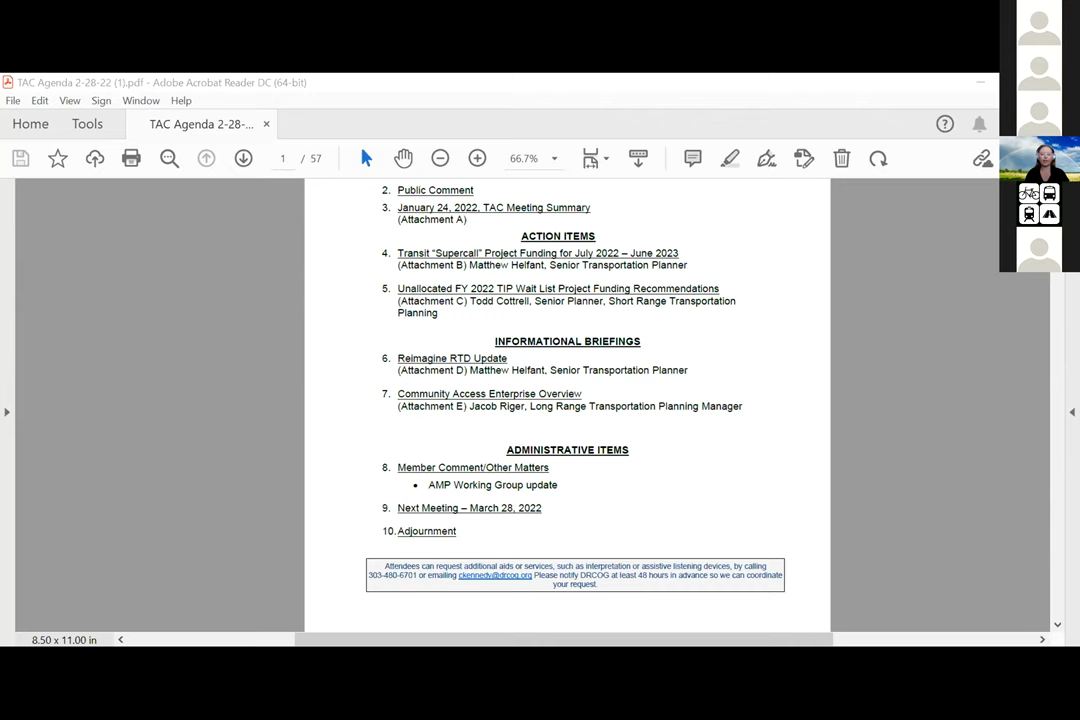 TAC Agenda 2-28-22 (1).pdf - Adobe Acrobat Reader DC (64-bit)
File Edit View Sign Window Help
Home Tools TAC Agenda 2-28-... ×
1 / 57 66.7%
2. Public Comment
3. January 24, 2022, TAC Meeting Summary
(Attachment A)
ACTION ITEMS
4. Transit “Supercall” Project Funding for July 2022 – June 2023
(Attachment B) Matthew Helfant, Senior Transportation Planner
5. Unallocated FY 2022 TIP Wait List Project Funding Recommendations
(Attachment C) Todd Cottrell, Senior Planner, Short Range Transportation
Planning
INFORMATIONAL BRIEFINGS
6. Reimagine RTD Update
(Attachment D) Matthew Helfant, Senior Transportation Planner
7. Community Access Enterprise Overview
(Attachment E) Jacob Riger, Long Range Transportation Planning Manager
ADMINISTRATIVE ITEMS
8. Member Comment/Other Matters
• AMP Working Group update
9. Next Meeting – March 28, 2022
10. Adjournment
Attendees can request additional aids or services, such as interpretation or assistive listening devices, by calling
303-480-6701 or emailing ckennedy@drcog.org Please notify DRCOG at least 48 hours in advance so we can coordinate
your request.
8.50 x 11.00 in